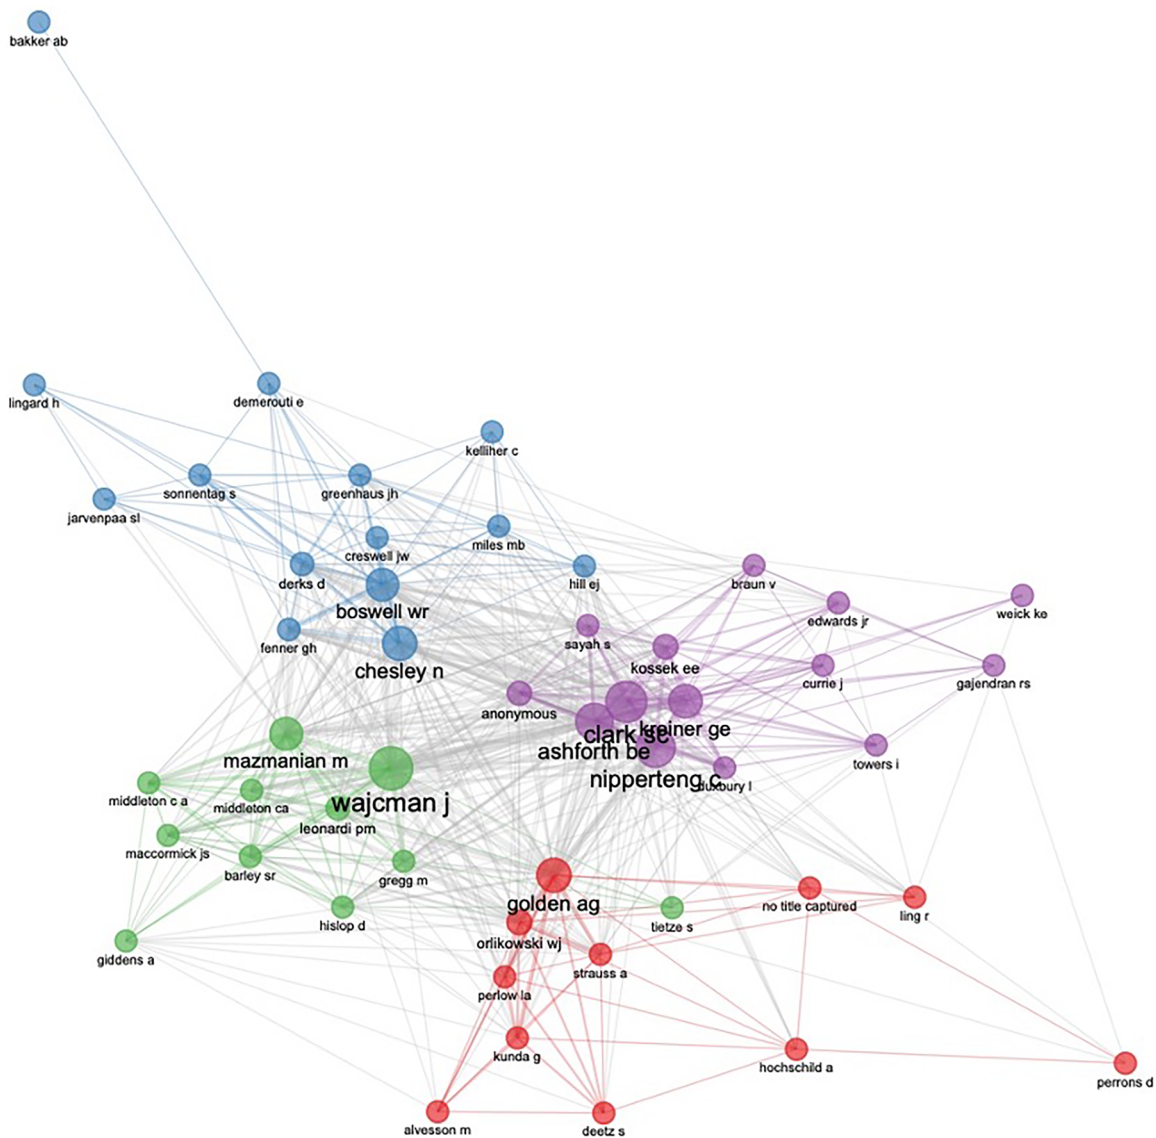 bakker ab
lingard h
demerouti e
kelliher c
sonnentag s
greenhaus jh
jarvenpaa sl
miles mb
creswell jw
derks d
hill ej
braun v
boswell wr
weick ke
edwards jr
fenner gh
sayah s
chesley n
kossek ee
currie j
gajendran rs
anonymous
kreiner ge
clark sc
ashforth be
mazmanian m
towers i
nipperteng c
duxbury l
middleton c a
middleton ca
wajcman j
leonardi pm
maccormick js
barley sr
gregg m
golden ag
no title captured
ling r
hislop d
tietze s
orlikowski wj
giddens a
strauss a
perlow la
kunda g
hochschild a
perrons d
alvesson m
deetz s